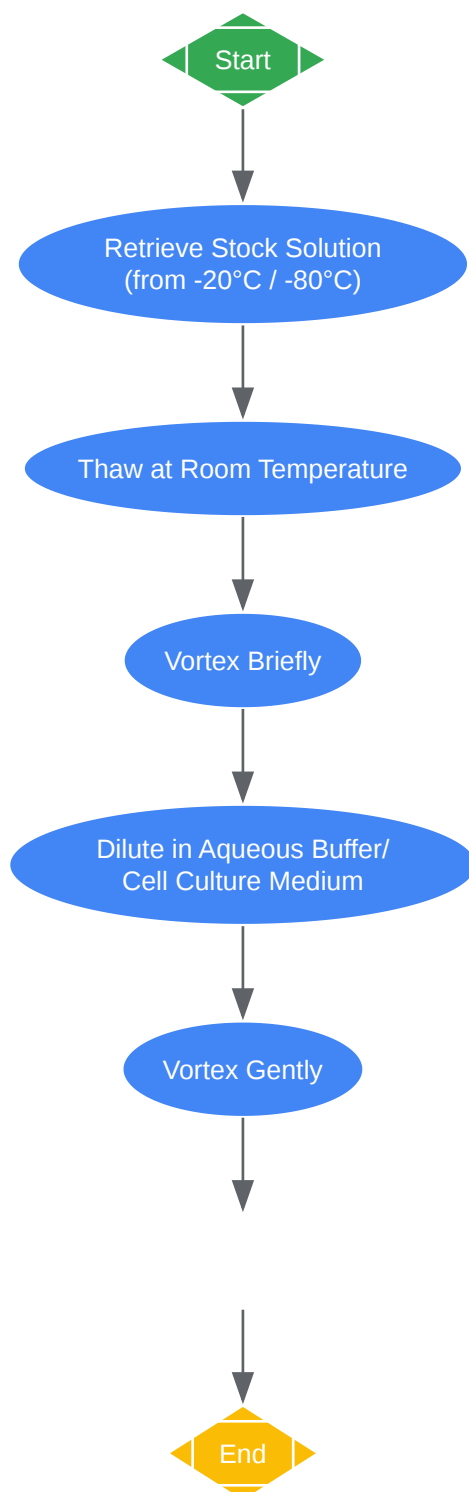 Start
Retrieve Stock Solution
(from -20°C / -80°C)
Thaw at Room Temperature
Vortex Briefly
Dilute in Aqueous Buffer/
Cell Culture Medium
Vortex Gently
End